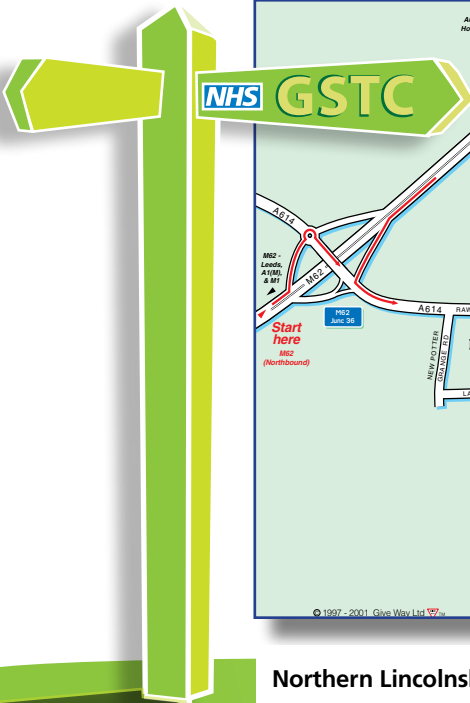 NHS GSTC
A614
M62 -
Leeds,
A1(M),
& M1
M62
M62
Junc 36
Start
here
M62
(Northbound)
A614
NEW POTTER
GRANGE RD
© 1997 - 2001 Give Way Ltd TM
Northern